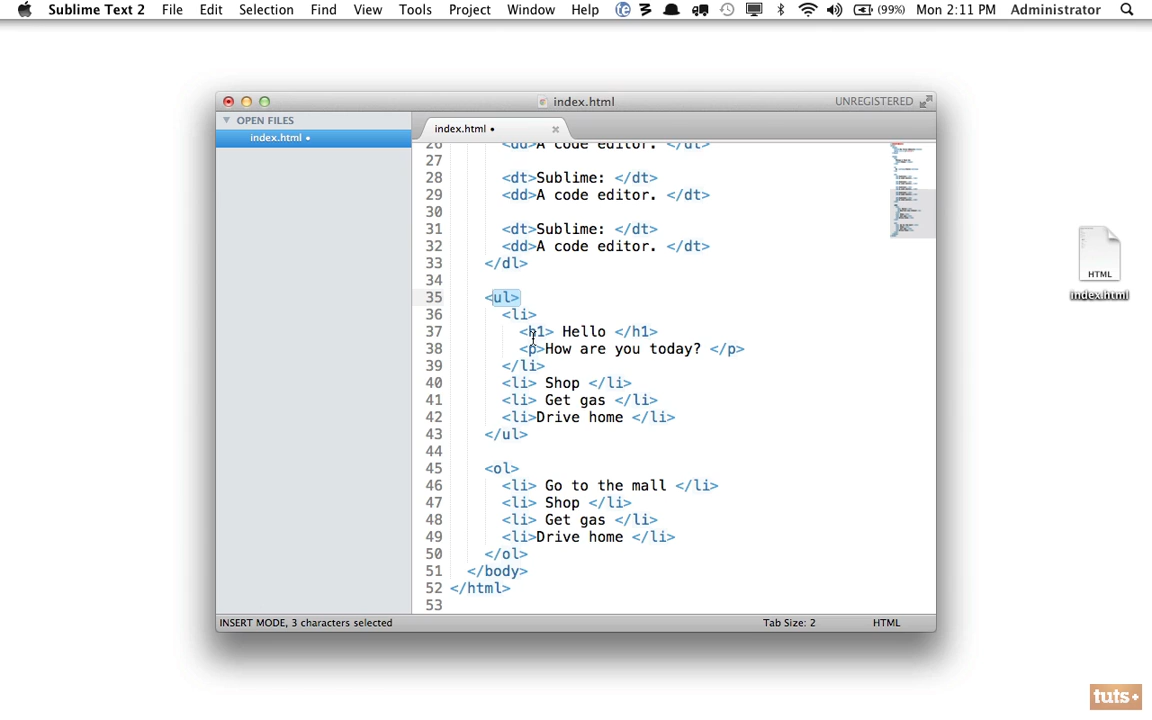 Sublime Text 2 File Edit Selection Find View Tools Project Window Help (99%) Mon 2:11 PM Administrator
index.html
UNREGISTERED
OPEN FILES
index.html •
index.html •
26 <dd>A code editor. </dt>
27
28 <dt>Sublime: </dt>
29 <dd>A code editor. </dt>
30
31 <dt>Sublime: </dt>
32 <dd>A code editor. </dt>
33 </dl>
34
35 <ul>
36 <li>
37 <h1> Hello </h1>
38 <p>How are you today? </p>
39 </li>
40 <li> Shop </li>
41 <li> Get gas </li>
42 <li>Drive home </li>
43 </ul>
44
45 <ol>
46 <li> Go to the mall </li>
47 <li> Shop </li>
48 <li> Get gas </li>
49 <li>Drive home </li>
50 </ol>
51 </body>
52 </html>
53
INSERT MODE, 3 characters selected
Tab Size: 2
HTML
HTML
index.html
tuts+